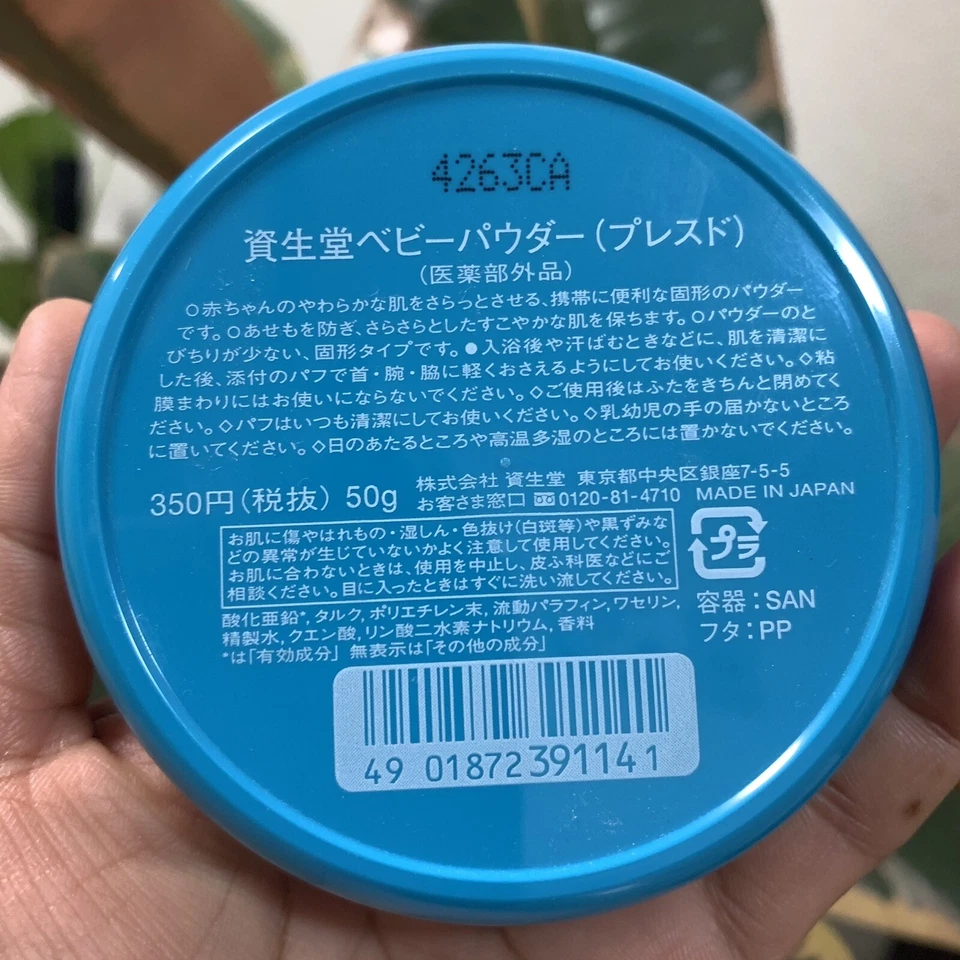 4263CA
資生堂ベビーパウダー(プレスド)
(医薬部外品)
○赤ちゃんのやわらかな肌をさらっとさせる、携帯に便利な固形のパウダー
です。○あせもを防ぎ、さらさらとしたすこやかな肌を保ちます。○パウダーのと
びちりが少ない、固形タイプです。●入浴後や汗ばむときなどに、肌を清潔に
した後、添付のパフで首・腕・脇に軽くおさえるようにしてお使いください。◇粘
膜まわりにはお使いにならないでください。◇ご使用後はふたをきちんと閉めてく
ださい。◇パフはいつも清潔にしてお使いください。◇乳幼児の手の届かないところ
に置いてください。◇日のあたるところや高温多湿のところには置かないでください。
350円(税抜) 50g
株式会社 資生堂 東京都中央区銀座7-5-5
お客さま窓口 0120-81-4710 MADE IN JAPAN
お肌に傷やはれもの・湿しん・色抜け(白斑等)や黒ずみな
どの異常が生じていないかよく注意して使用してください。
お肌に合わないときは、使用を中止し、皮ふ科医などにご
相談ください。目に入ったときはすぐに洗い流してください。
プラ
容器:SAN
フタ:PP
酸化亜鉛*, タルク, ポリエチレン末, 流動パラフィン, ワセリン,
精製水, クエン酸, リン酸二水素ナトリウム, 香料
*は「有効成分」 無表示は「その他の成分」
49 01872 391141